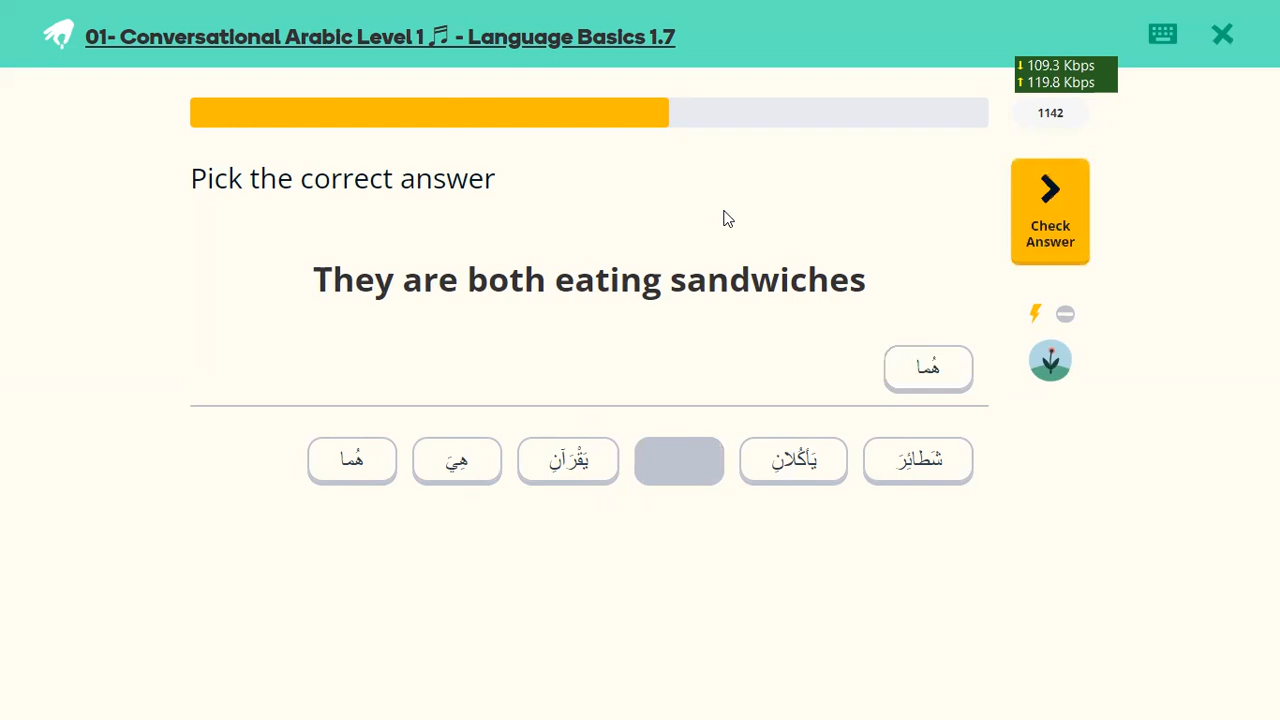 01- Conversational Arabic Level 1 🎵 - Language Basics 1.7
↓ 109.3 Kbps
↑ 119.8 Kbps
1142
Pick the correct answer
Check
Answer
They are both eating sandwiches
هُما
شَطائِرَ يَأكُلانِ يَقْرَآنِ هِيَ هُما